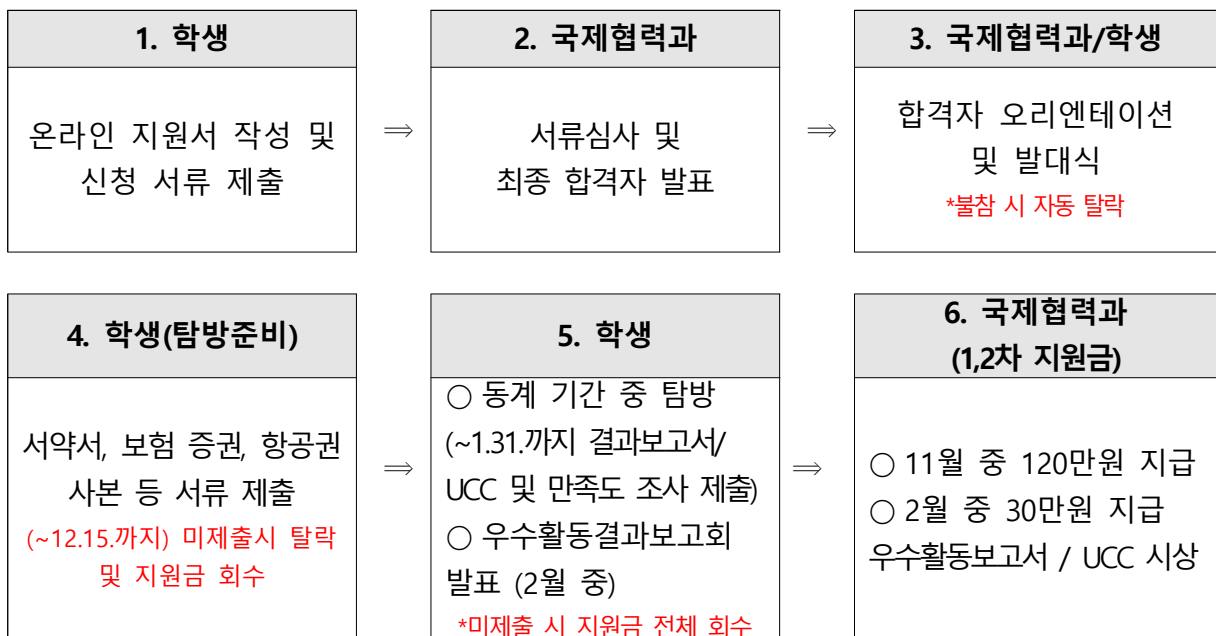 1. 학생
온라인 지원서 작성 및
신청 서류 제출
⇒
2. 국제협력과
서류심사 및
최종 합격자 발표
⇒
3. 국제협력과/학생
합격자 오리엔테이션
및 발대식
*불참 시 자동 탈락
4. 학생(탐방준비)
서약서, 보험 증권, 항공권
사본 등 서류 제출
(~12.15.까지) 미제출시 탈락
및 지원금 회수
⇒
5. 학생
○ 동계 기간 중 탐방
(~1.31.까지 결과보고서/
UCC 및 만족도 조사 제출)
○ 우수활동결과보고회
발표 (2월 중)
*미제출 시 지원금 전체 회수
⇒
6. 국제협력과
(1,2차 지원금)
○ 11월 중 120만원 지급
○ 2월 중 30만원 지급
우수활동보고서 / UCC 시상